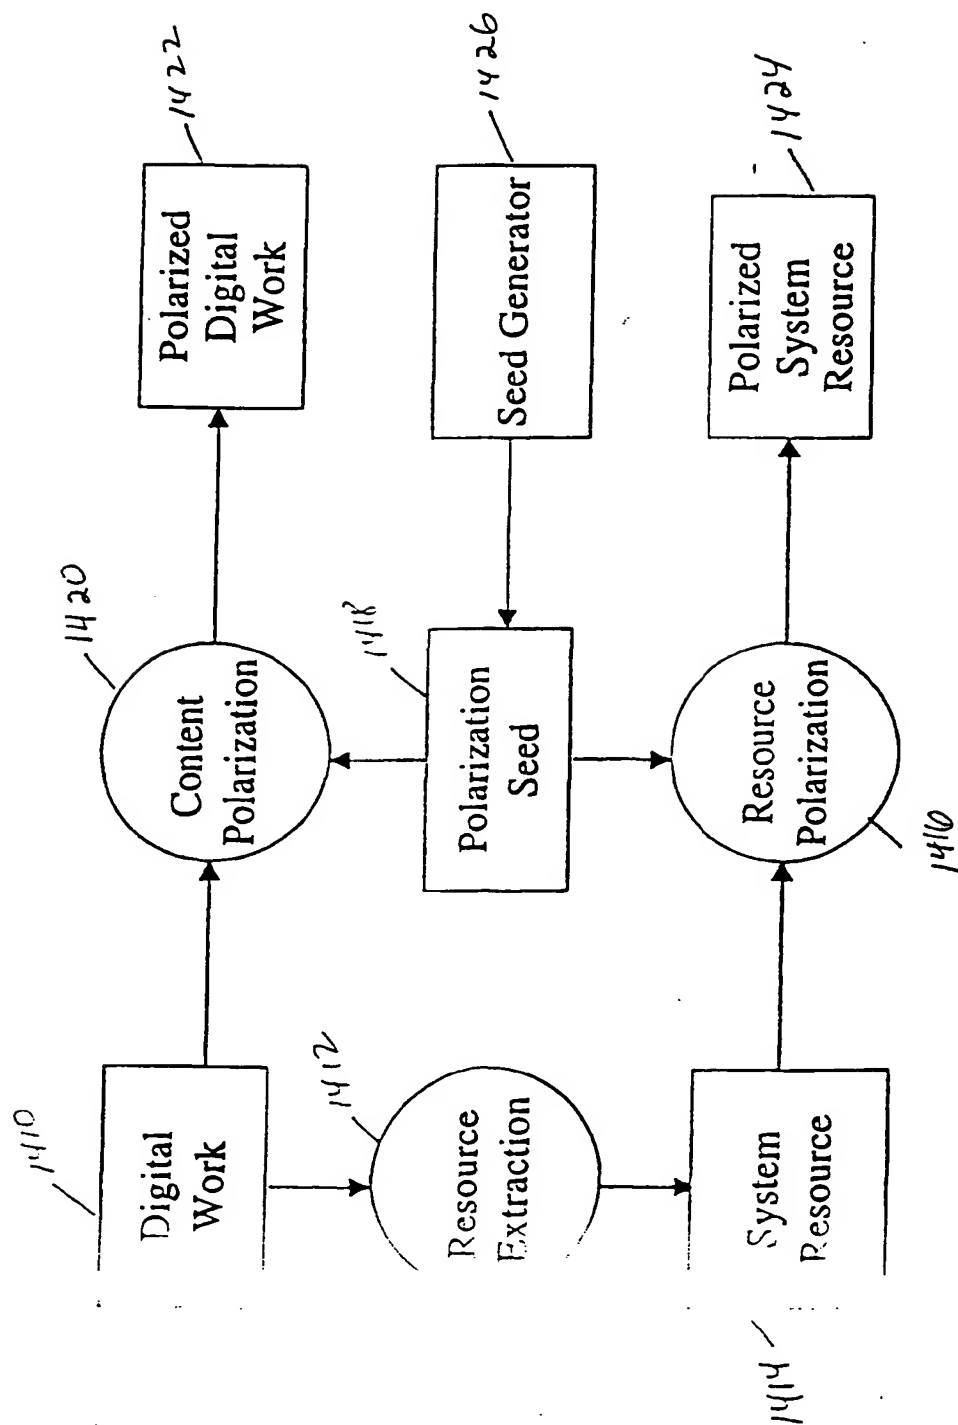 1410
Digital
Work
1420
Content
Polarization
1422
Polarized
Digital
Work
1412
Resource
Extraction
1418
Polarization
Seed
1426
Seed Generator
1414
System
Resource
1416
Resource
Polarization
1424
Polarized
System
Resource